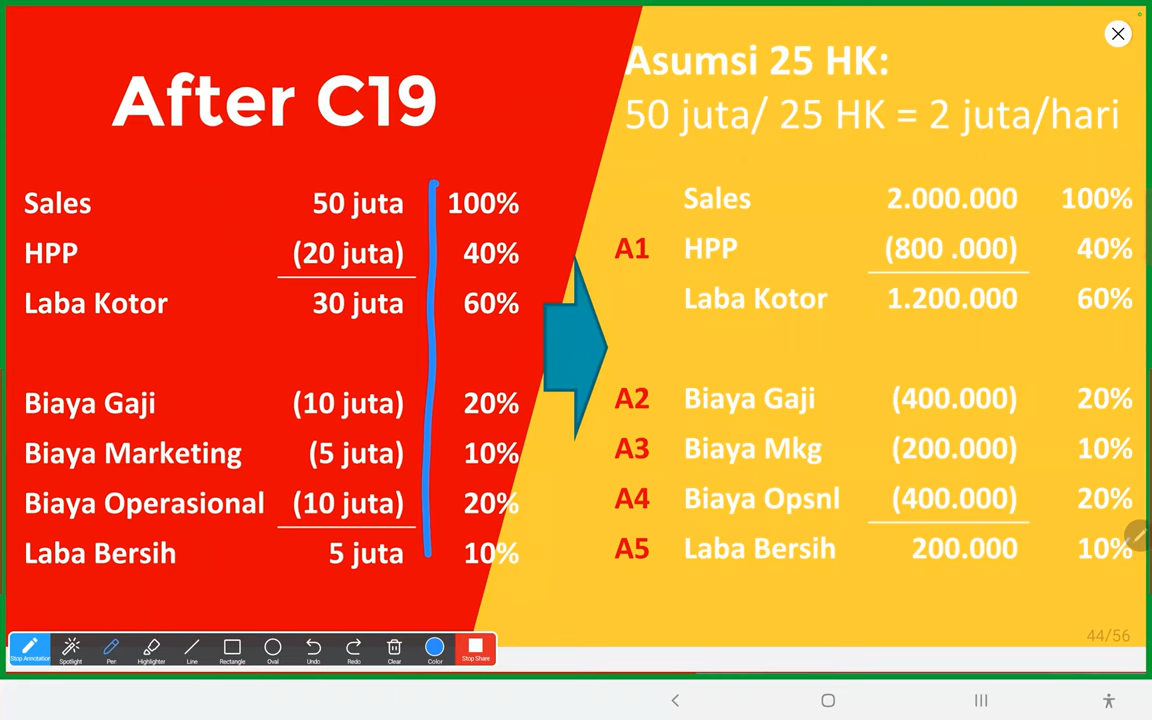 After C19
Sales 50 juta 100%
HPP (20 juta) 40%
Laba Kotor 30 juta 60%
Biaya Gaji (10 juta) 20%
Biaya Marketing (5 juta) 10%
Biaya Operasional (10 juta) 20%
Laba Bersih 5 juta 10%
Asumsi 25 HK:
50 juta/ 25 HK = 2 juta/hari
Sales 2.000.000 100%
A1 HPP (800 .000) 40%
Laba Kotor 1.200.000 60%
A2 Biaya Gaji (400.000) 20%
A3 Biaya Mkg (200.000) 10%
A4 Biaya Opsnl (400.000) 20%
A5 Laba Bersih 200.000 10%
44/56
Stop Annotation Spotlight Pen Highlighter Line Rectangle Oval Undo Redo Clear Color Stop Share